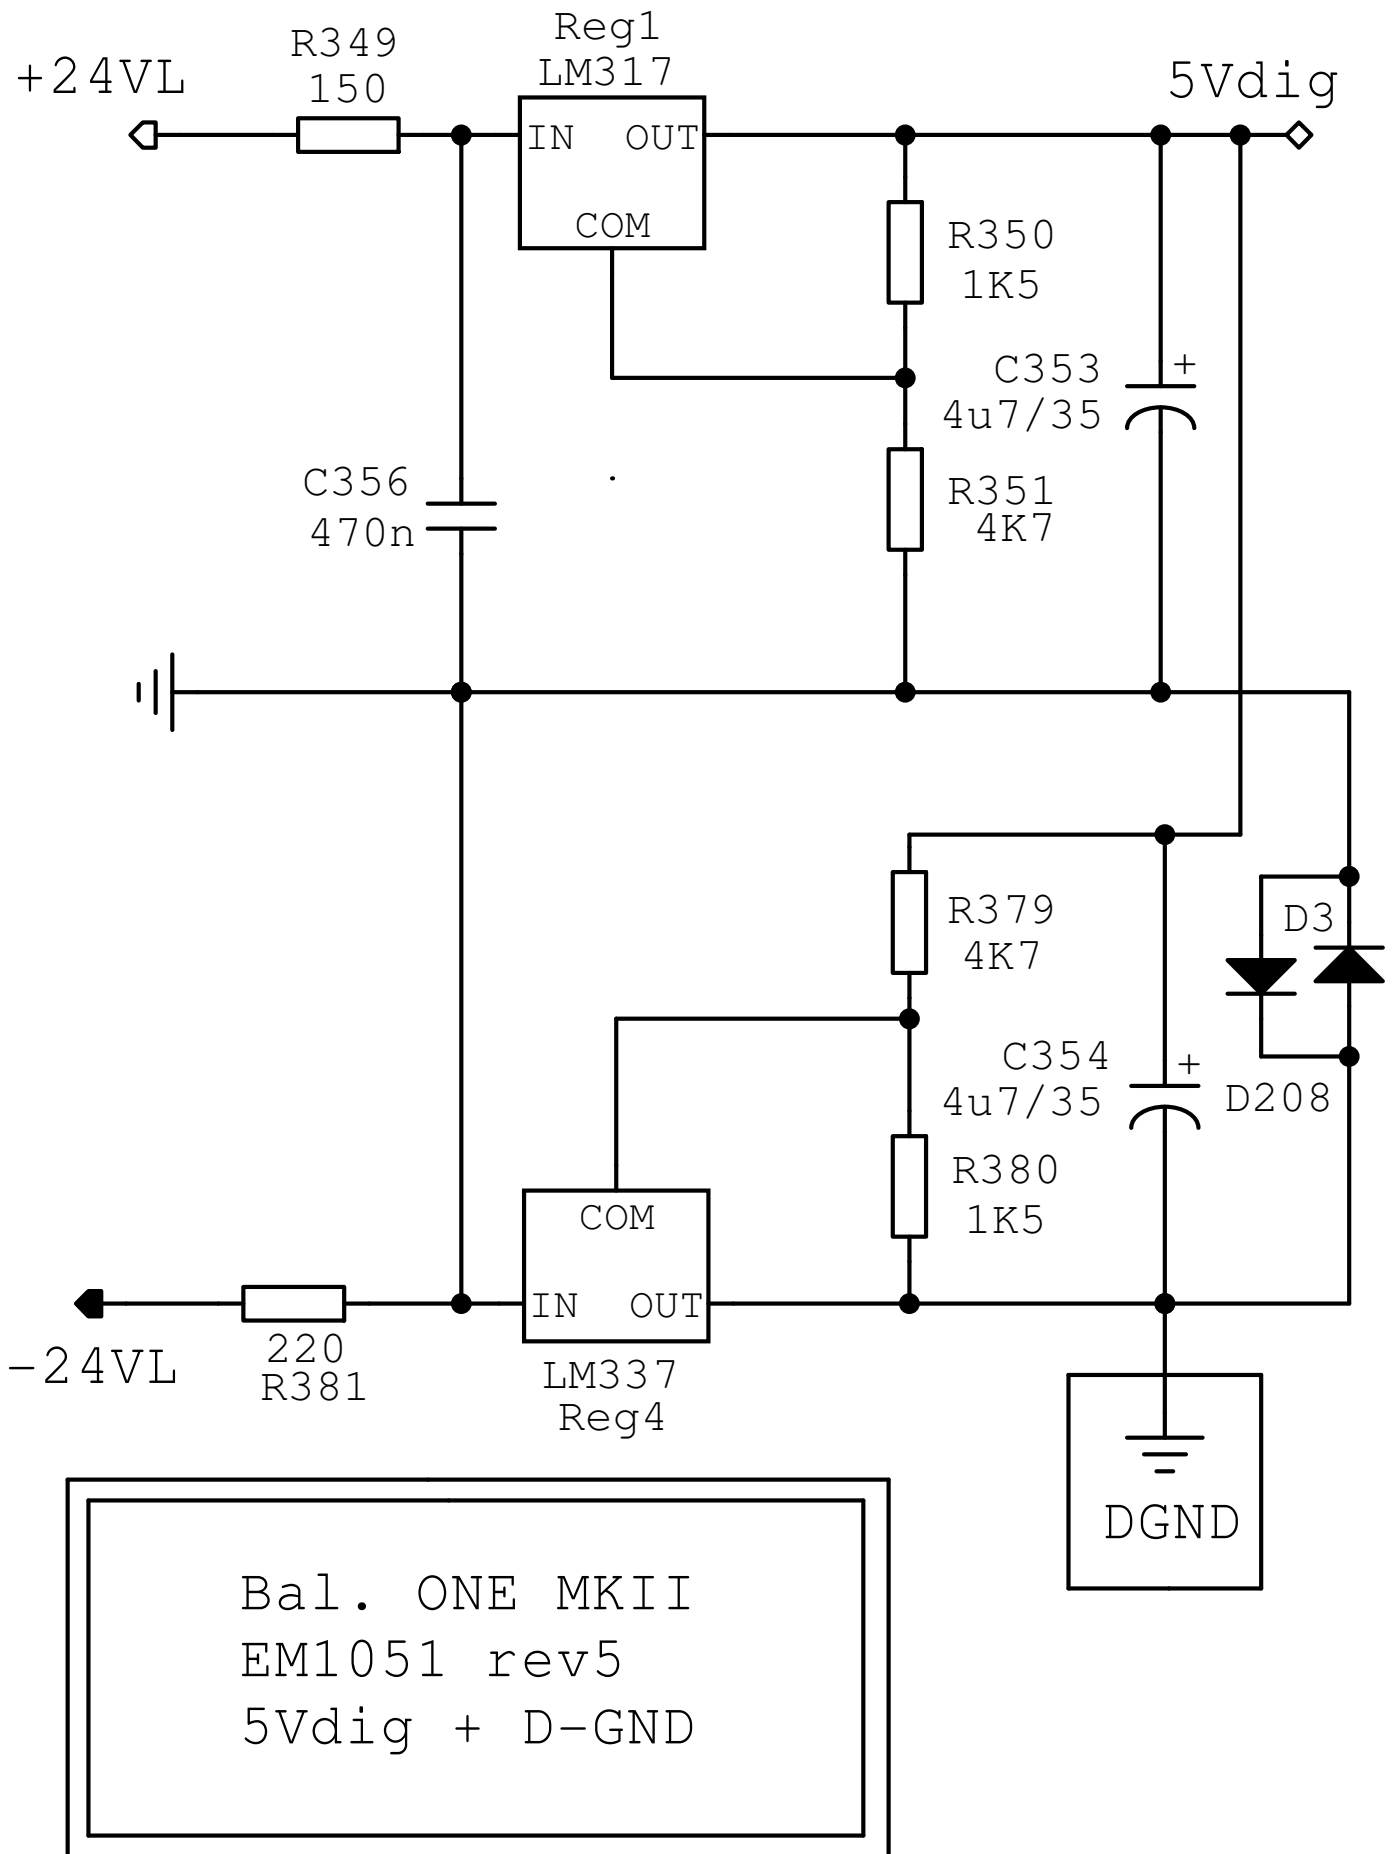 R349
150
Reg1
LM317
+24VL
5Vdig
IN OUT
COM
R350
1K5
C353
4u7/35
+
C356
470n
R351
4K7
R379
4K7
D3
C354
4u7/35
+
D208
R380
1K5
COM
IN OUT
-24VL
220
R381
LM337
Reg4
DGND
Bal. ONE MKII
EM1051 rev5
5Vdig + D-GND